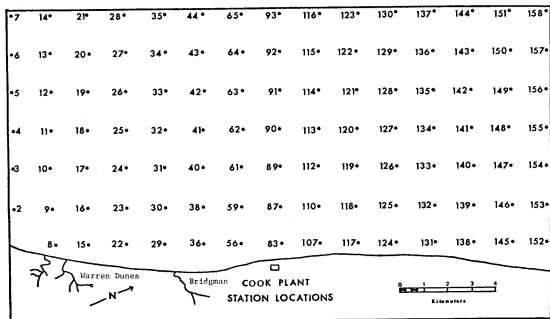 •7 14• 21• 28• 35• 44• 65• 93• 116• 123• 130• 137• 144• 151• 158•
•6 13• 20• 27• 34• 43• 64• 92• 115• 122• 129• 136• 143• 150• 157•
•5 12• 19• 26• 33• 42• 63• 91• 114• 121• 128• 135• 142• 149• 156•
•4 11• 18• 25• 32• 41• 62• 90• 113• 120• 127• 134• 141• 148• 155•
•3 10• 17• 24• 31• 40• 61• 89• 112• 119• 126• 133• 140• 147• 154•
•2 9• 16• 23• 30• 38• 59• 87• 110• 118• 125• 132• 139• 146• 153•
8• 15• 22• 29• 36• 56• 83• 107• 117• 124• 131• 138• 145• 152•
Warren Dunes
Bridgman
N
COOK PLANT
STATION LOCATIONS
0 1 2 3 4
Kilometers